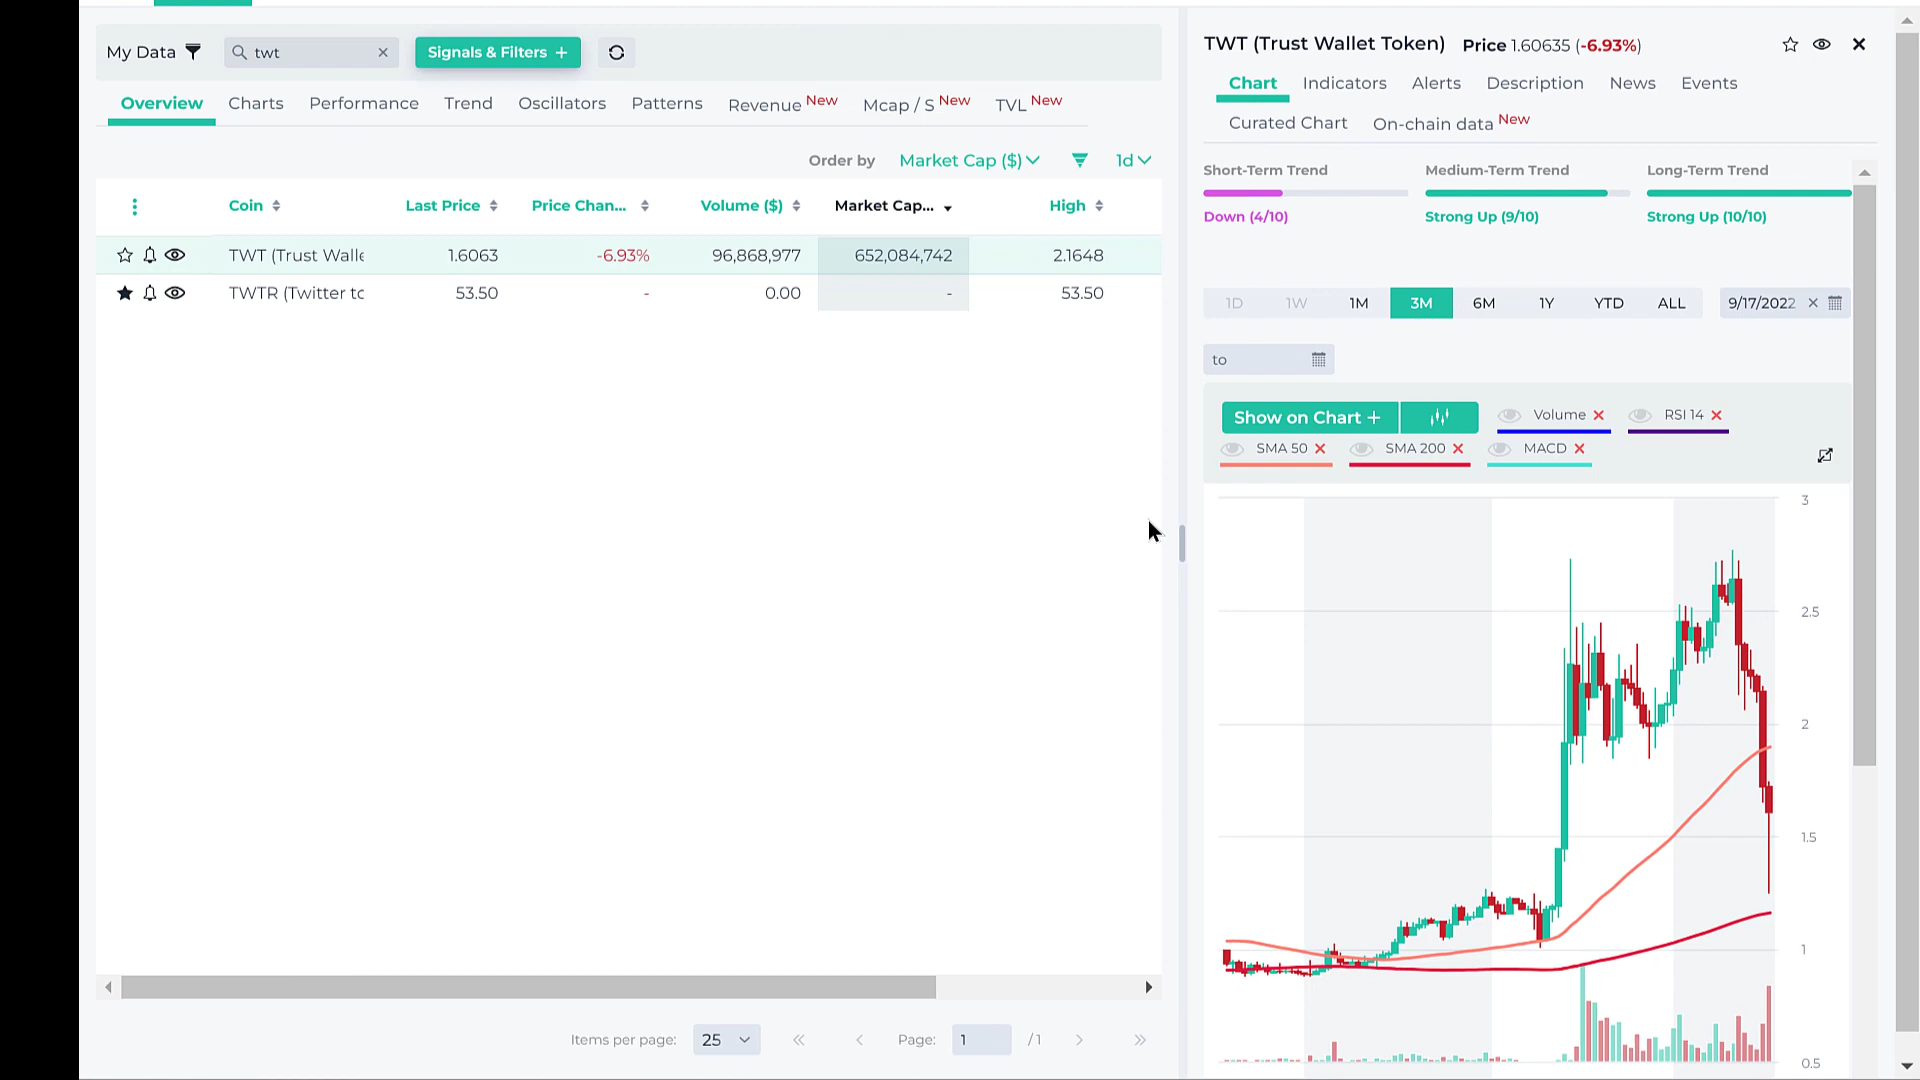 My Data twt Signals & Filters +
Overview Charts Performance Trend Oscillators Patterns Revenue New Mcap / S New TVL New
Order by Market Cap ($) 1d
Coin Last Price Price Chan... Volume ($) Market Cap... High
TWT (Trust Walle 1.6063 -6.93% 96,868,977 652,084,742 2.1648
TWTR (Twitter to 53.50 - 0.00 - 53.50
Items per page: 25 Page: 1 / 1
TWT (Trust Wallet Token) Price 1.60635 (-6.93%)
Chart Indicators Alerts Description News Events
Curated Chart On-chain data New
Short-Term Trend Medium-Term Trend Long-Term Trend
Down (4/10) Strong Up (9/10) Strong Up (10/10)
1D 1W 1M 3M 6M 1Y YTD ALL 9/17/2022
to
Show on Chart + Volume RSI 14
SMA 50 SMA 200 MACD
3
2.5
2
1.5
1
0.5